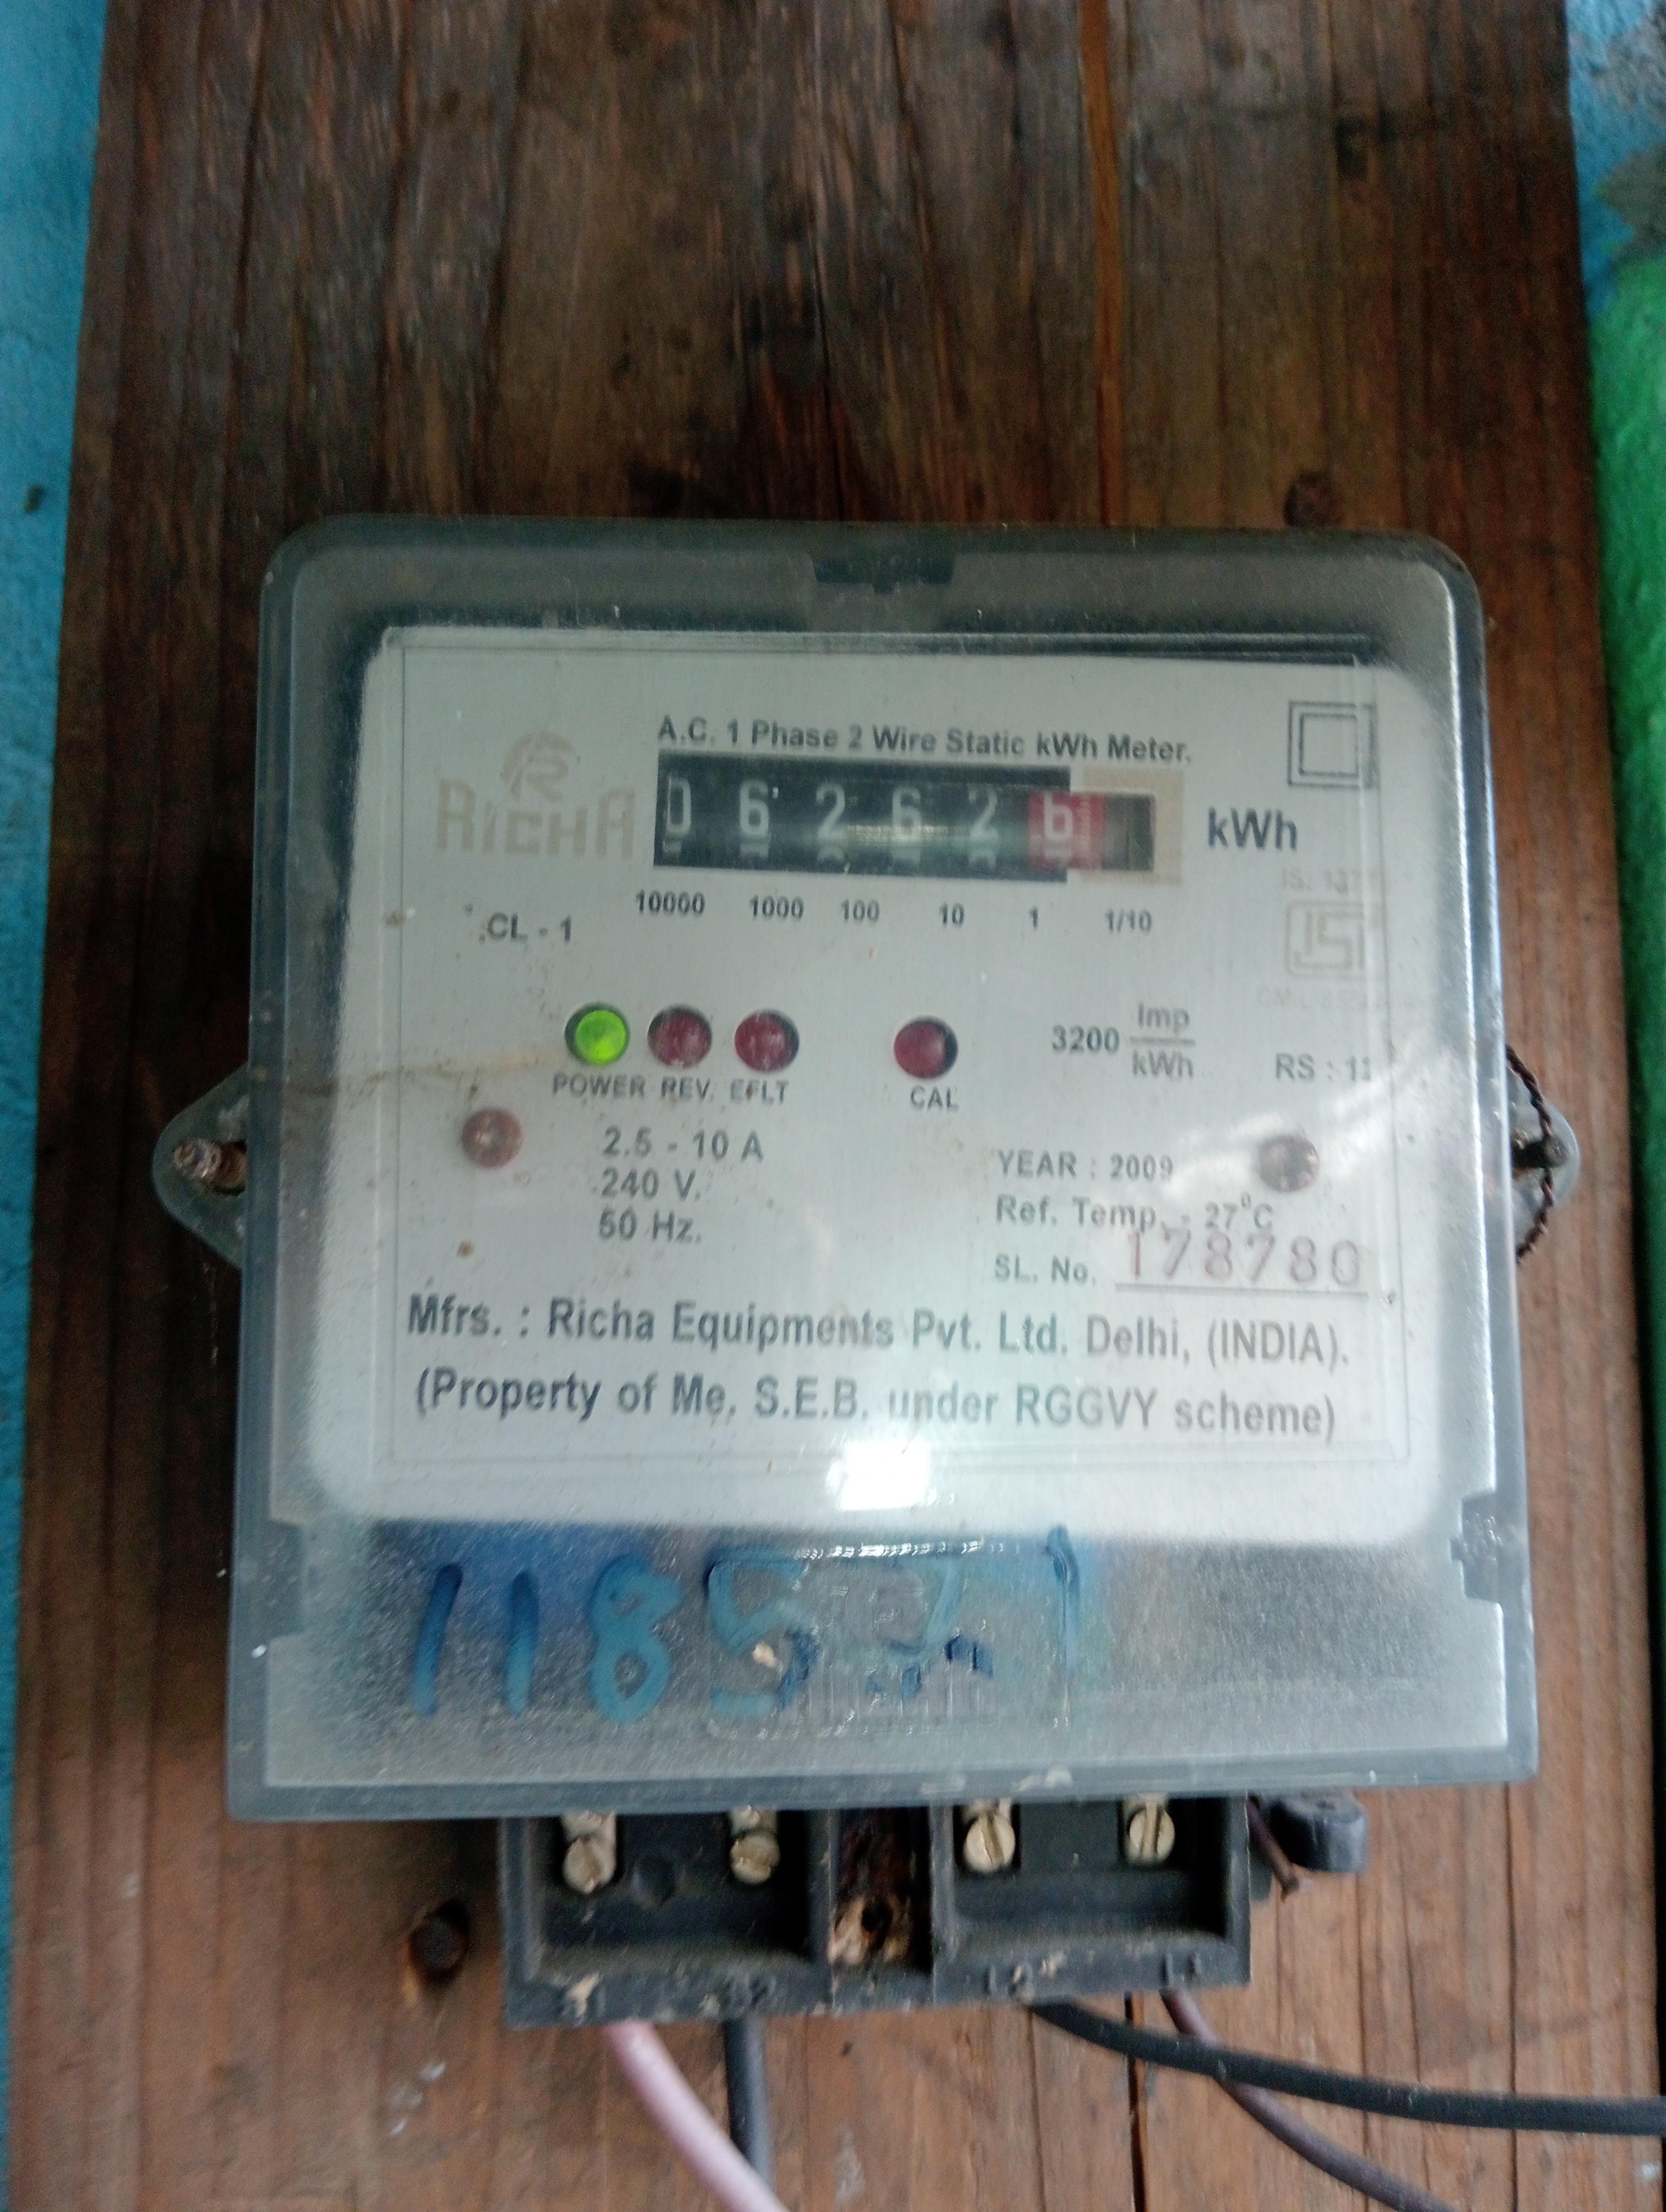 A.C. 1 Phase 2 Wire Static kWh Meter.
RICHA
0 6 2 6 2 6 kWh
10000 1000 100 10 1 1/10
CL - 1
ISI
POWER REV. EFLT CAL
3200 Imp/kWh
RS : 11
2.5 - 10 A
240 V.
50 Hz.
YEAR : 2009
Ref. Temp. - 27°C
SL. No. 178780
Mfrs. : Richa Equipments Pvt. Ltd. Delhi, (INDIA).
(Property of Me. S.E.B. under RGGVY scheme)